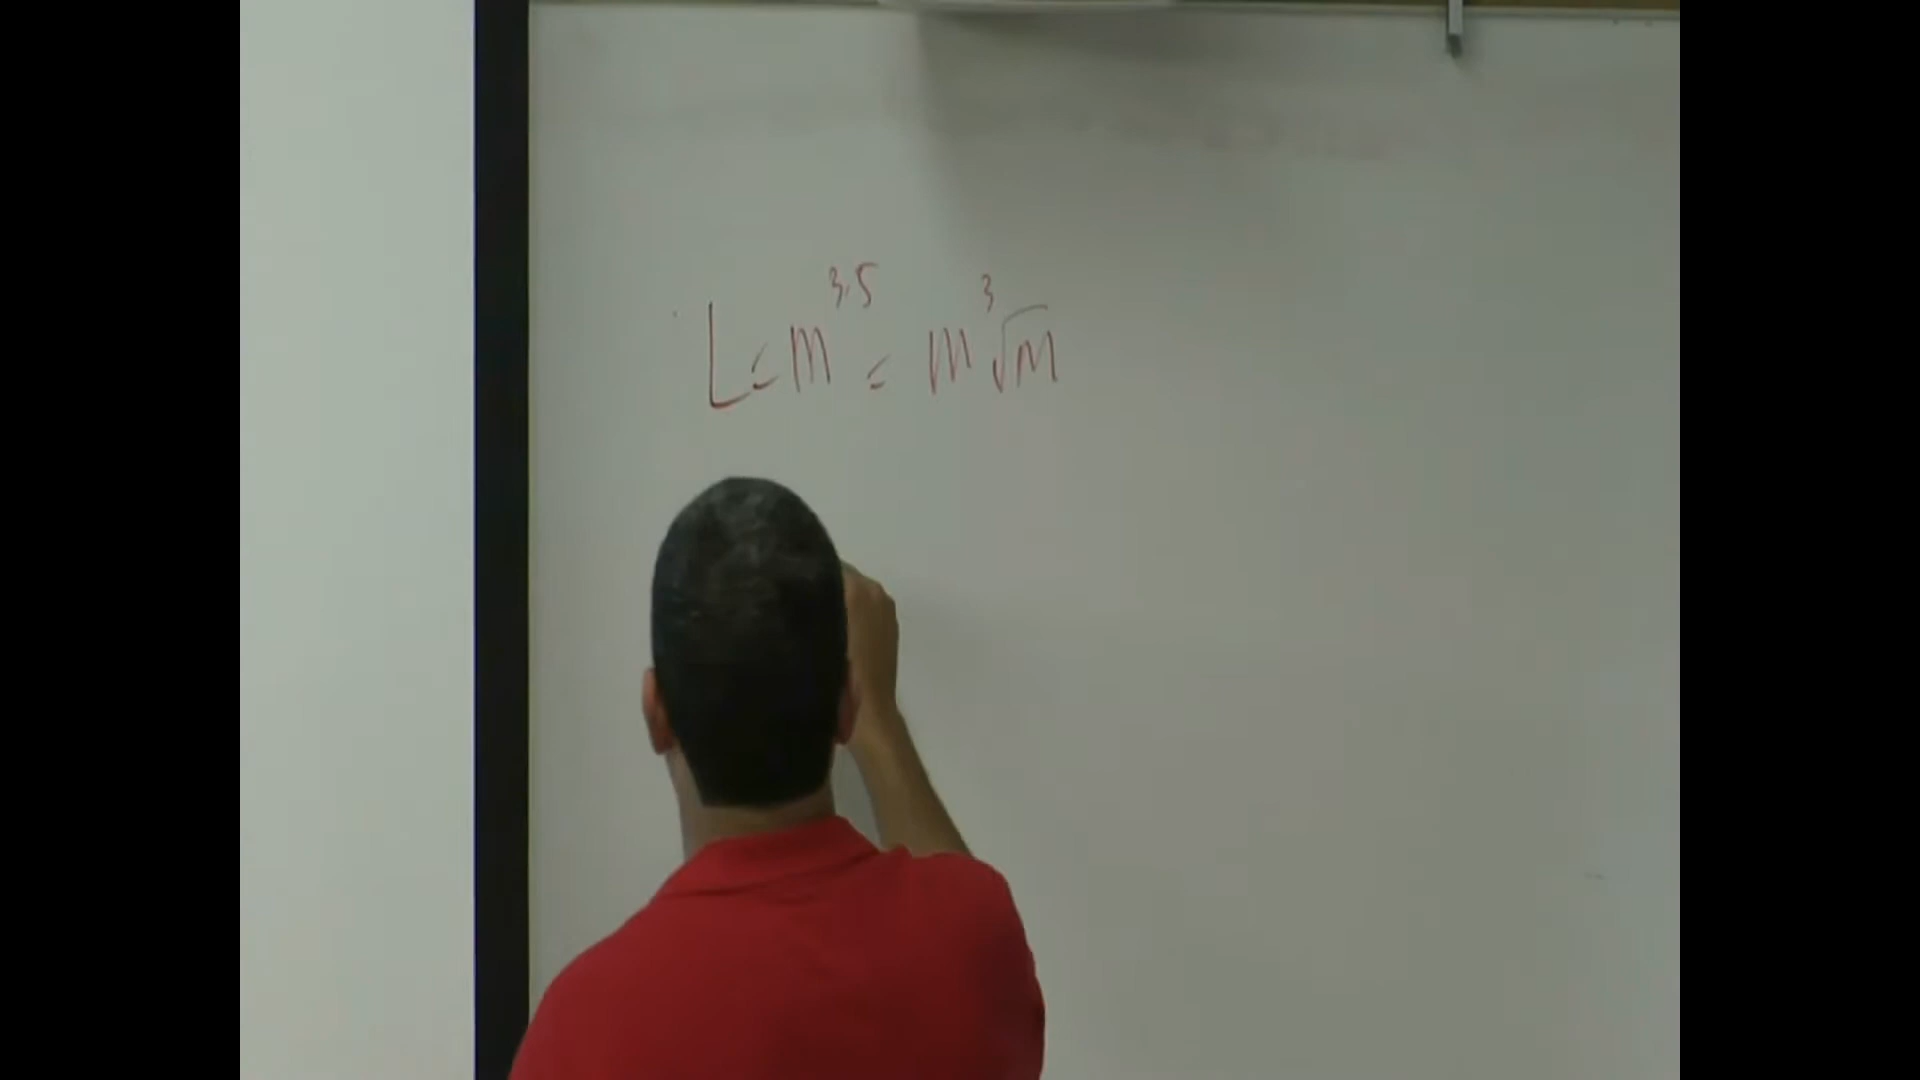 L = M^3.5 = M^3 √M